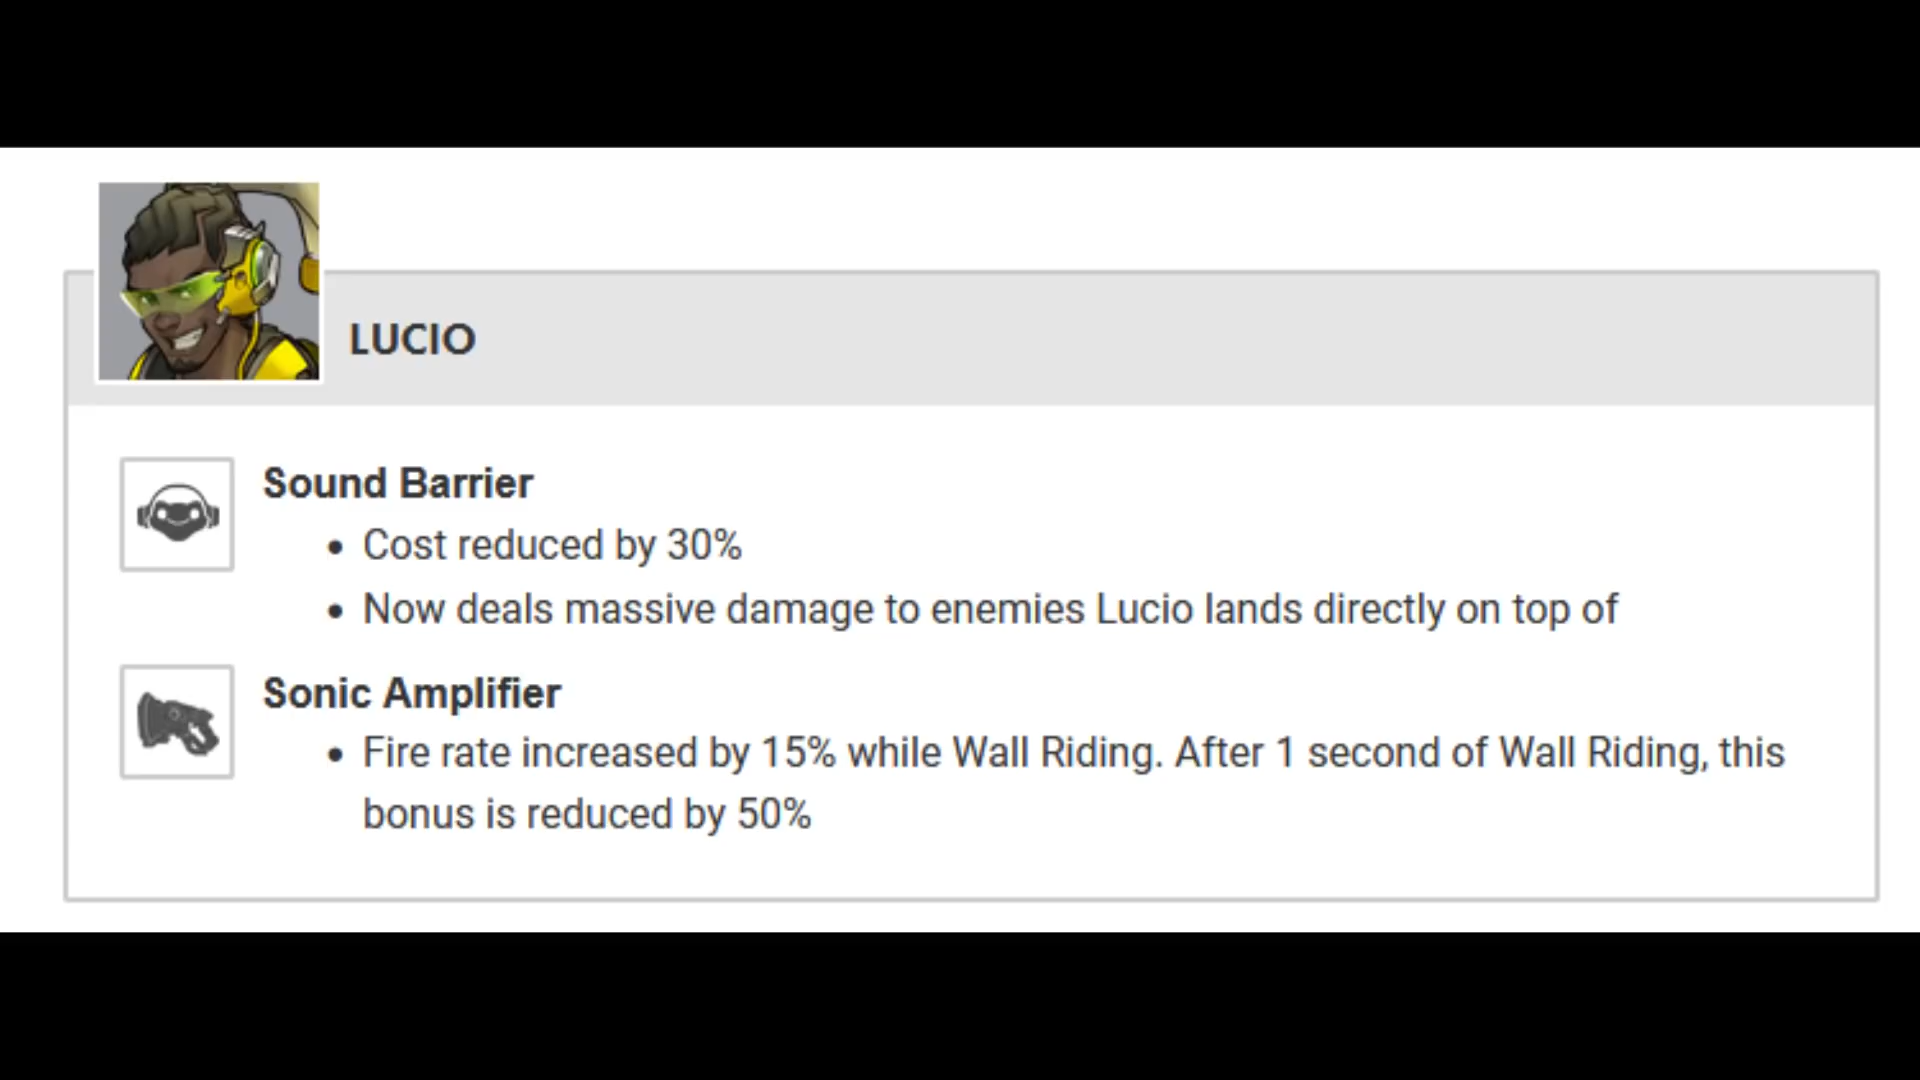 LUCIO
Sound Barrier
• Cost reduced by 30%
• Now deals massive damage to enemies Lucio lands directly on top of
Sonic Amplifier
• Fire rate increased by 15% while Wall Riding. After 1 second of Wall Riding, this
bonus is reduced by 50%